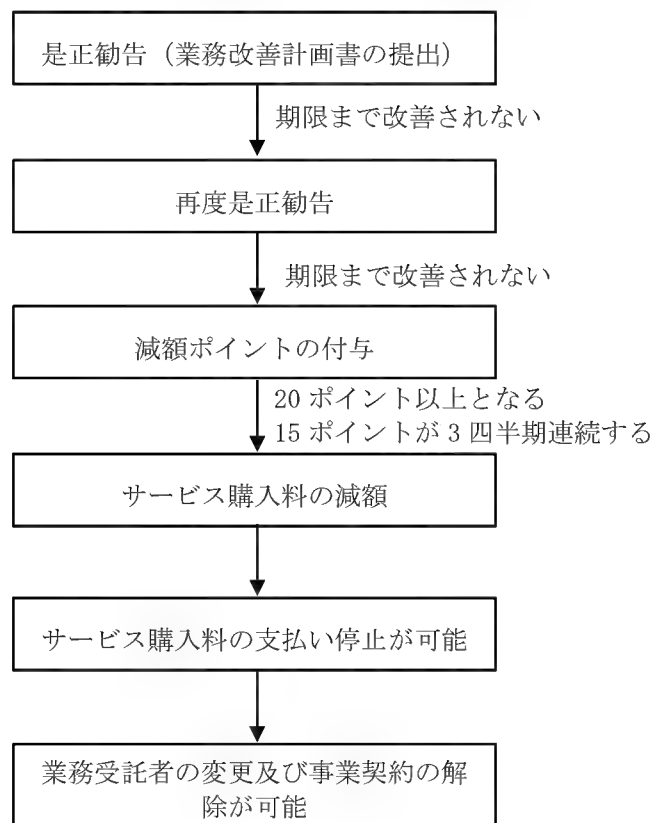 是正勧告（業務改善計画書の提出）
期限まで改善されない
再度是正勧告
期限まで改善されない
減額ポイントの付与
20 ポイント以上となる
15 ポイントが 3 四半期連続する
サービス購入料の減額
サービス購入料の支払い停止が可能
業務受託者の変更及び事業契約の解
除が可能